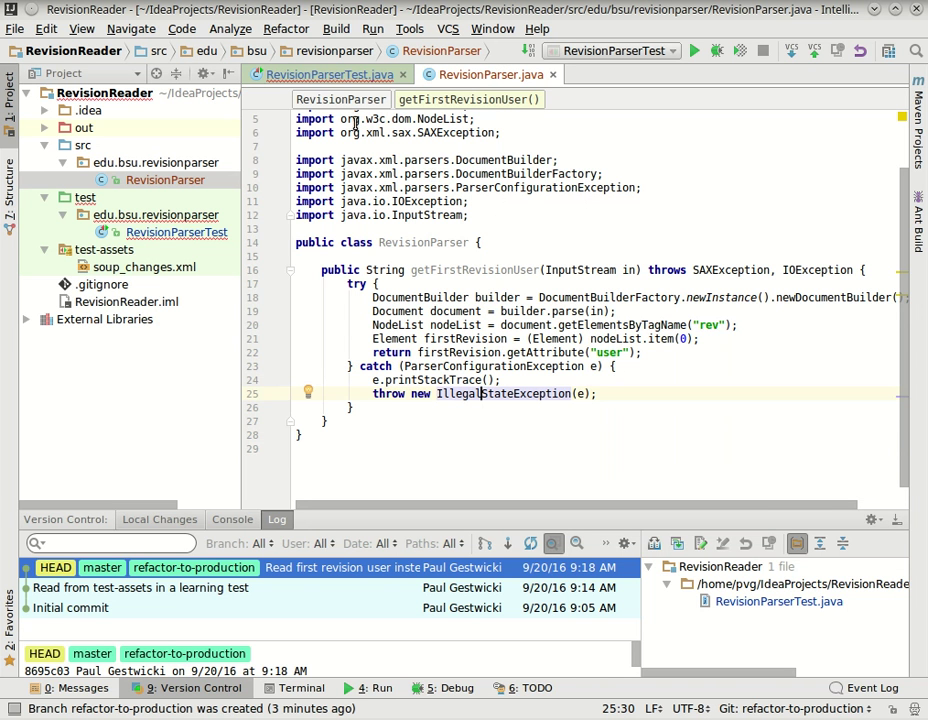 RevisionReader - [~/IdeaProjects/RevisionReader] - [RevisionReader] - ~/IdeaProjects/RevisionReader/src/edu/bsu/revisionparser/RevisionParser.java - Intelli...
File Edit View Navigate Code Analyze Refactor Build Run Tools VCS Window Help
RevisionReader src edu bsu revisionparser RevisionParser RevisionParserTest VCS VCS
Project
RevisionParserTest.java RevisionParser.java
RevisionReader ~/IdeaProjects/
.idea
out
src
edu.bsu.revisionparser
RevisionParser
test
edu.bsu.revisionparser
RevisionParserTest
test-assets
soup_changes.xml
.gitignore
RevisionReader.iml
External Libraries
1: Project
7: Structure
2: Favorites
RevisionParser getFirstRevisionUser()
5 import org.w3c.dom.NodeList;
6 import org.xml.sax.SAXException;
7
8 import javax.xml.parsers.DocumentBuilder;
9 import javax.xml.parsers.DocumentBuilderFactory;
10 import javax.xml.parsers.ParserConfigurationException;
11 import java.io.IOException;
12 import java.io.InputStream;
13
14 public class RevisionParser {
15
16 public String getFirstRevisionUser(InputStream in) throws SAXException, IOException {
17 try {
18 DocumentBuilder builder = DocumentBuilderFactory.newInstance().newDocumentBuilder();
19 Document document = builder.parse(in);
20 NodeList nodeList = document.getElementsByTagName("rev");
21 Element firstRevision = (Element) nodeList.item(0);
22 return firstRevision.getAttribute("user");
23 } catch (ParserConfigurationException e) {
24 e.printStackTrace();
25 throw new IllegalStateException(e);
26 }
27 }
28 }
29
Maven Projects
Ant Build
Version Control: Local Changes Console Log
Branch: All User: All Date: All Paths: All
HEAD master refactor-to-production Read first revision user inste Paul Gestwicki 9/20/16 9:18 AM
Read from test-assets in a learning test Paul Gestwicki 9/20/16 9:14 AM
Initial commit Paul Gestwicki 9/20/16 9:05 AM
HEAD master refactor-to-production
8695c03 Paul Gestwicki on 9/20/16 at 9:18 AM
RevisionReader 1 file
/home/pvg/IdeaProjects/RevisionReade
RevisionParserTest.java
0: Messages 9: Version Control Terminal 4: Run 5: Debug 6: TODO Event Log
Branch refactor-to-production was created (3 minutes ago) 25:30 LF UTF-8 Git: refactor-to-production